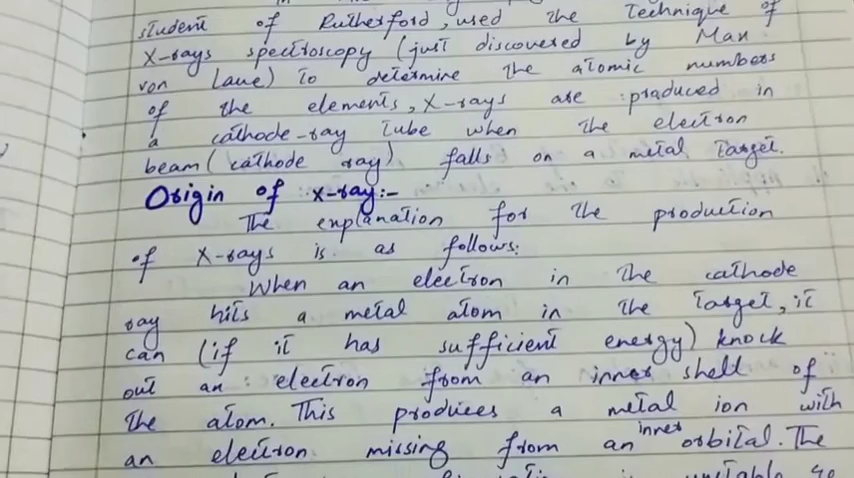 student of Rutherford, used the Technique of
X-rays spectroscopy (just discovered by Max
von Laue) To determine the atomic numbers
of the elements, X-rays are produced in
a cathode-ray Tube when the electron
beam (cathode ray) falls on a metal Target.
Origin of x-ray:-
The explanation for the production
of X-rays is as follows:
When an electron in the cathode
ray hits a metal atom in the Target, it
can (if it has sufficient energy) knock
out an electron from an inner shell of
the atom. This produces a metal ion with
an electron missing from an inner orbital. The